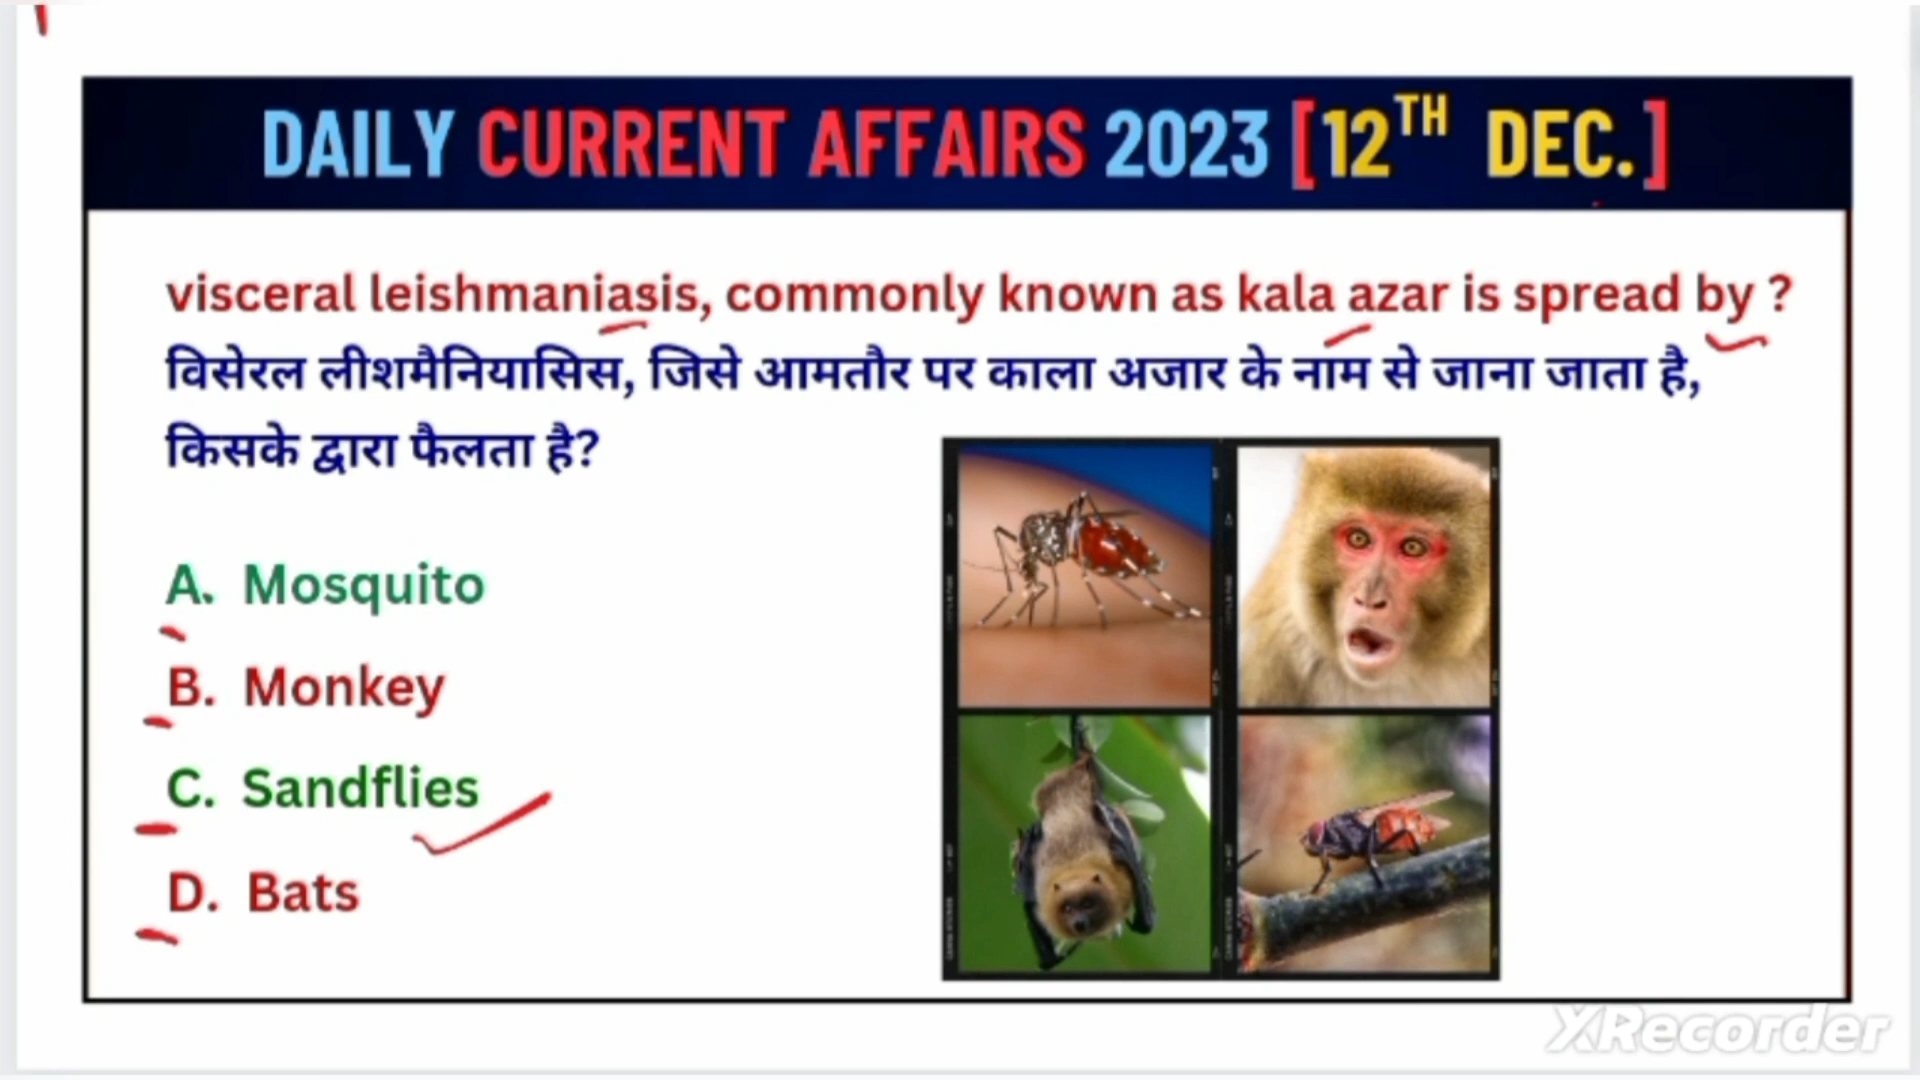 DAILY CURRENT AFFAIRS 2023 [12TH DEC.]
visceral leishmaniasis, commonly known as kala azar is spread by ?
विसेरल लीशमैनियासिस, जिसे आमतौर पर काला अजार के नाम से जाना जाता है,
किसके द्वारा फैलता है?
A. Mosquito
B. Monkey
C. Sandflies
D. Bats
XRecorder